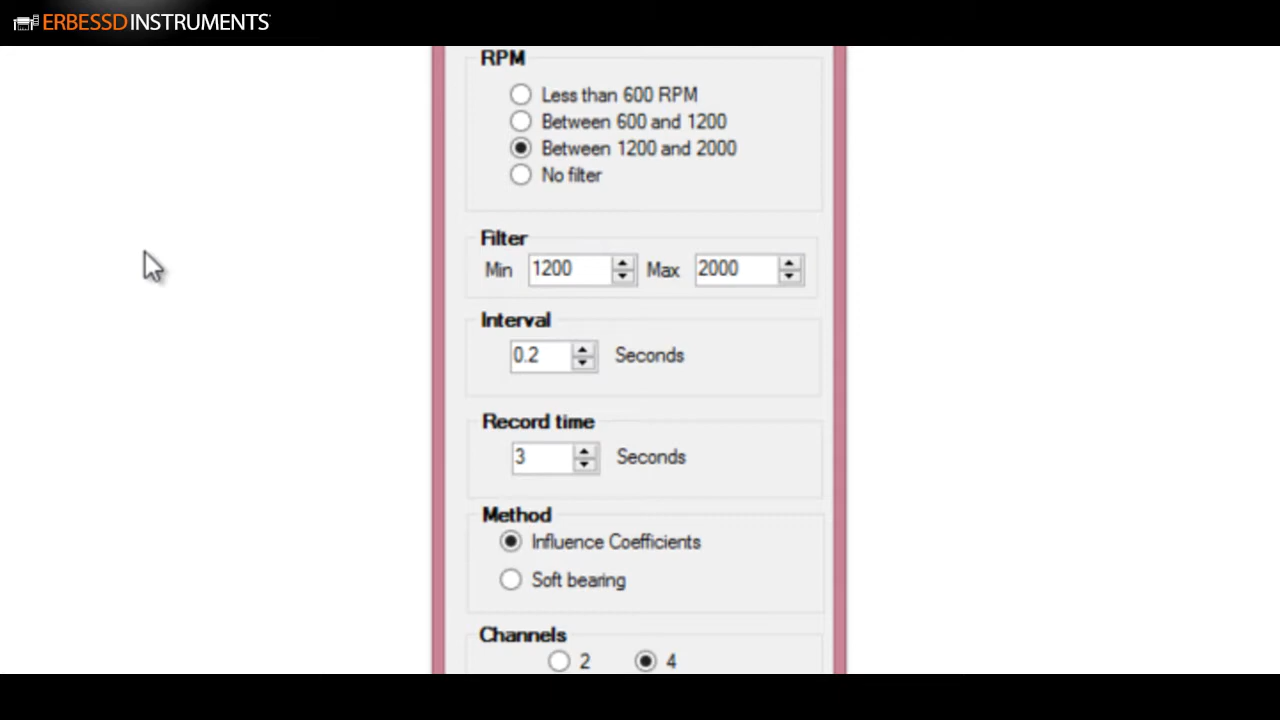 ERBESSD INSTRUMENTS
RPM
Less than 600 RPM
Between 600 and 1200
Between 1200 and 2000
No filter
Filter
Min 1200 Max 2000
Interval
0.2 Seconds
Record time
3 Seconds
Method
Influence Coefficients
Soft bearing
Channels
2 4